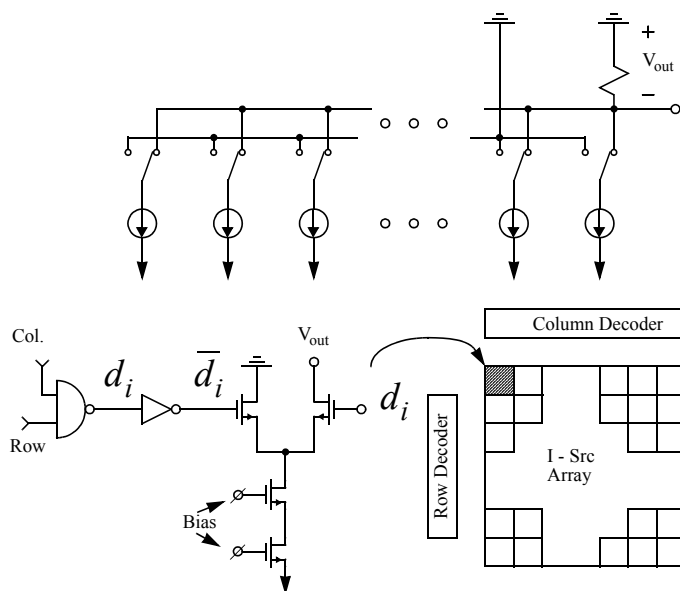 +
V_out
−
Col.
Row
d_i
d̅_i
V_out
d_i
Bias
Column Decoder
Row Decoder
I - Src
Array